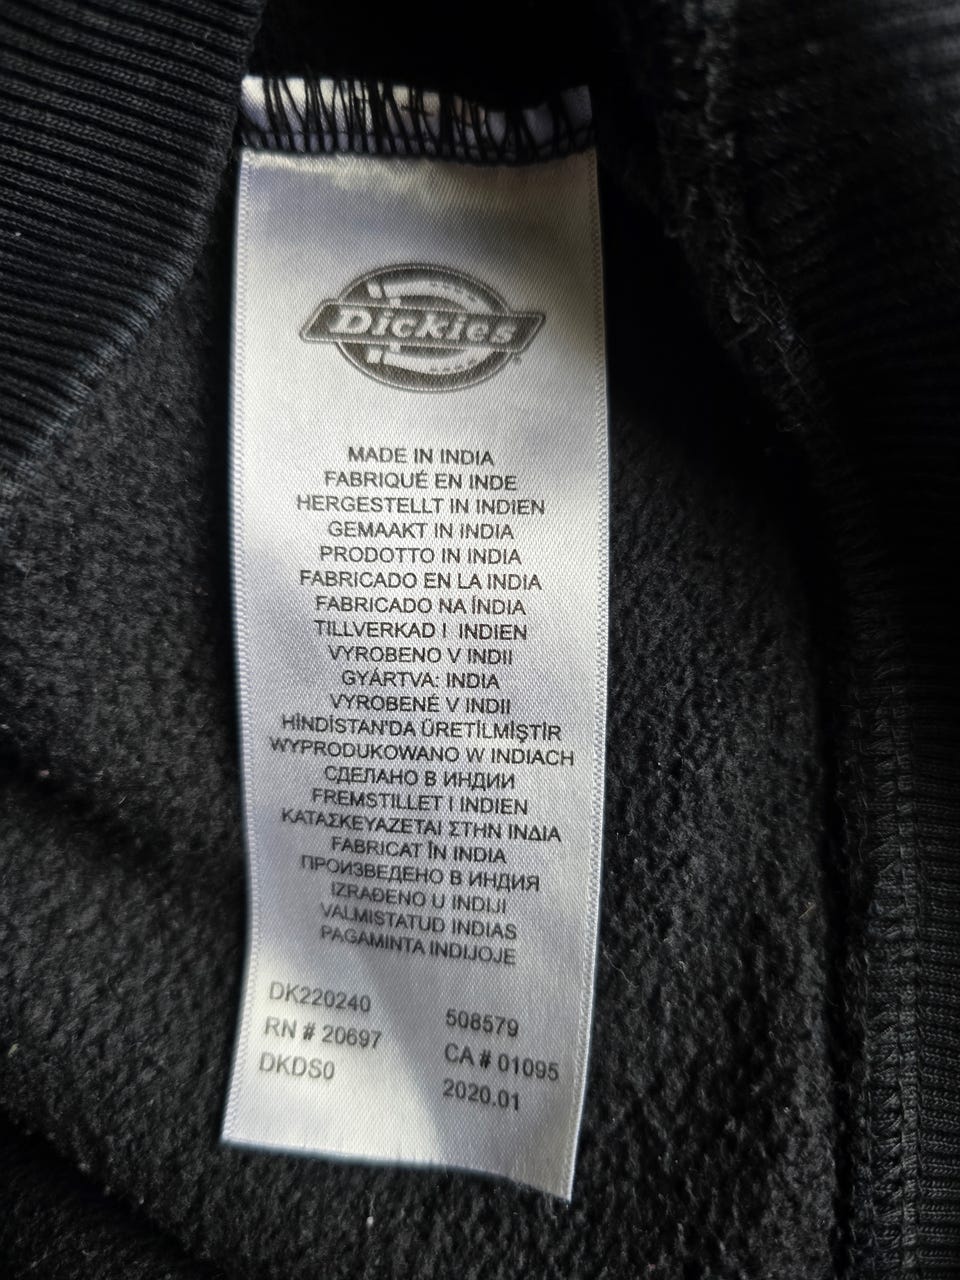 Dickies
MADE IN INDIA
FABRIQUÉ EN INDE
HERGESTELLT IN INDIEN
GEMAAKT IN INDIA
PRODOTTO IN INDIA
FABRICADO EN LA INDIA
FABRICADO NA ÍNDIA
TILLVERKAD I INDIEN
VYROBENO V INDII
GYÁRTVA: INDIA
VYROBENÉ V INDII
HİNDİSTAN'DA ÜRETİLMİŞTİR
WYPRODUKOWANO W INDIACH
СДЕЛАНО В ИНДИИ
FREMSTILLET I INDIEN
ΚΑΤΑΣΚΕΥΑΖΕΤΑΙ ΣΤΗΝ ΙΝΔΙΑ
FABRICAT ÎN INDIA
ПРОИЗВЕДЕНО В ИНДИЯ
IZRAĐENO U INDIJI
VALMISTATUD INDIAS
PAGAMINTA INDIJOJE
DK220240 508579
RN # 20697 CA # 01095
DKDS0 2020.01